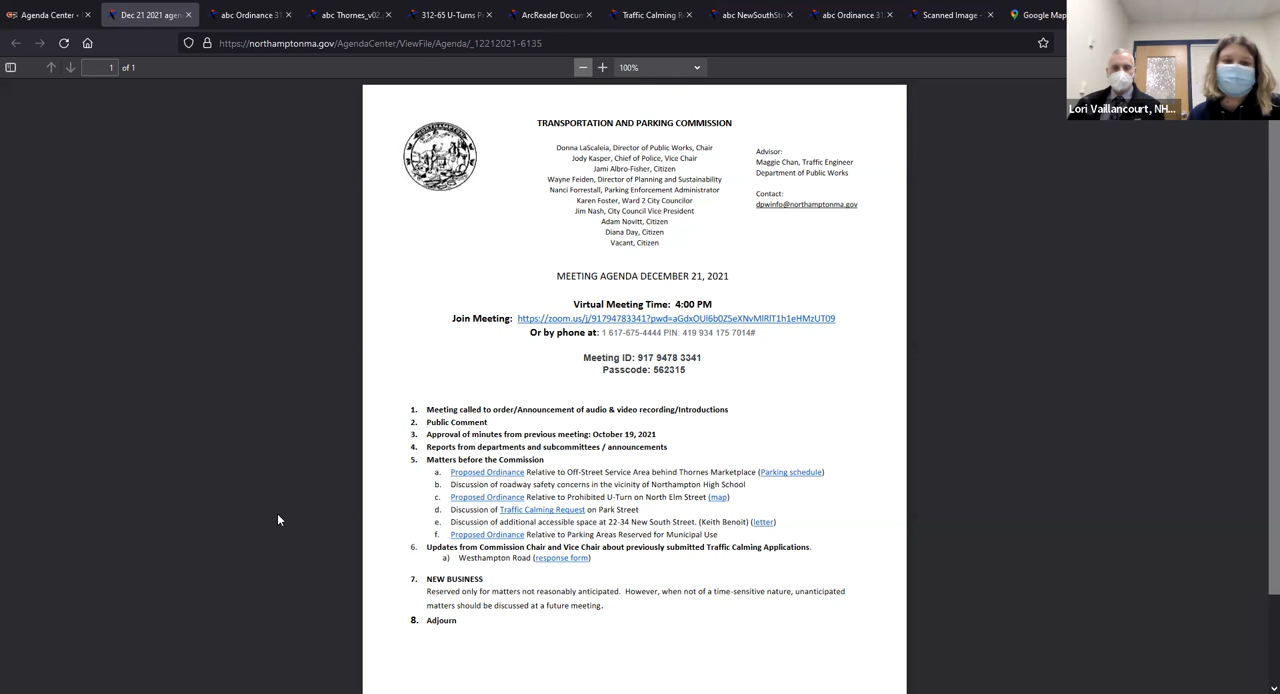 Agenda Center •
Dec 21 2021 agen
abc Ordinance 31
abc Thornes_v02.
312-65 U-Turns P
ArcReader Docum
Traffic Calming R
abc NewSouthStr
abc Ordinance 31
Scanned Image •
Google Map
https://northamptonma.gov/AgendaCenter/ViewFile/Agenda/_12212021-6135
1 of 1
100%
Lori Vaillancourt, NH...
TRANSPORTATION AND PARKING COMMISSION
Donna LaScaleia, Director of Public Works, Chair
Jody Kasper, Chief of Police, Vice Chair
Jami Albro-Fisher, Citizen
Wayne Feiden, Director of Planning and Sustainability
Nanci Forrestall, Parking Enforcement Administrator
Karen Foster, Ward 2 City Councilor
Jim Nash, City Council Vice President
Adam Novitt, Citizen
Diana Day, Citizen
Vacant, Citizen
Advisor:
Maggie Chan, Traffic Engineer
Department of Public Works
Contact:
dpwinfo@northamptonma.gov
MEETING AGENDA DECEMBER 21, 2021
Virtual Meeting Time: 4:00 PM
Join Meeting: https://zoom.us/j/91794783341?pwd=aGdxOUl6b0Z5eXNvMlRlT1h1eHMzUT09
Or by phone at: 1 617-675-4444 PIN: 419 934 175 7014#
Meeting ID: 917 9478 3341
Passcode: 562315
1. Meeting called to order/Announcement of audio & video recording/Introductions
2. Public Comment
3. Approval of minutes from previous meeting: October 19, 2021
4. Reports from departments and subcommittees / announcements
5. Matters before the Commission
a. Proposed Ordinance Relative to Off-Street Service Area behind Thornes Marketplace (Parking schedule)
b. Discussion of roadway safety concerns in the vicinity of Northampton High School
c. Proposed Ordinance Relative to Prohibited U-Turn on North Elm Street (map)
d. Discussion of Traffic Calming Request on Park Street
e. Discussion of additional accessible space at 22-34 New South Street. (Keith Benoit) (letter)
f. Proposed Ordinance Relative to Parking Areas Reserved for Municipal Use
6. Updates from Commission Chair and Vice Chair about previously submitted Traffic Calming Applications.
a) Westhampton Road (response form)
7. NEW BUSINESS
Reserved only for matters not reasonably anticipated. However, when not of a time-sensitive nature, unanticipated
matters should be discussed at a future meeting.
8. Adjourn